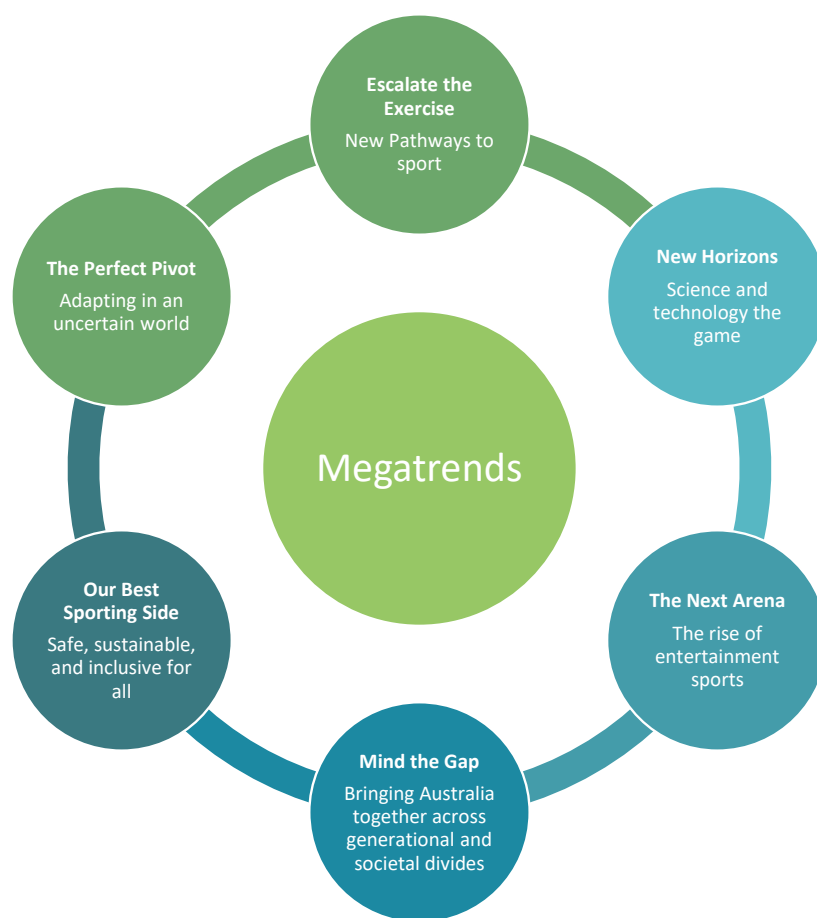 Escalate the
Exercise
New Pathways to
sport
New Horizons
Science and
technology the
game
The Next Arena
The rise of
entertainment
sports
Mind the Gap
Bringing Australia
together across
generational and
societal divides
Our Best
Sporting Side
Safe, sustainable,
and inclusive for
all
The Perfect Pivot
Adapting in an
uncertain world
Megatrends